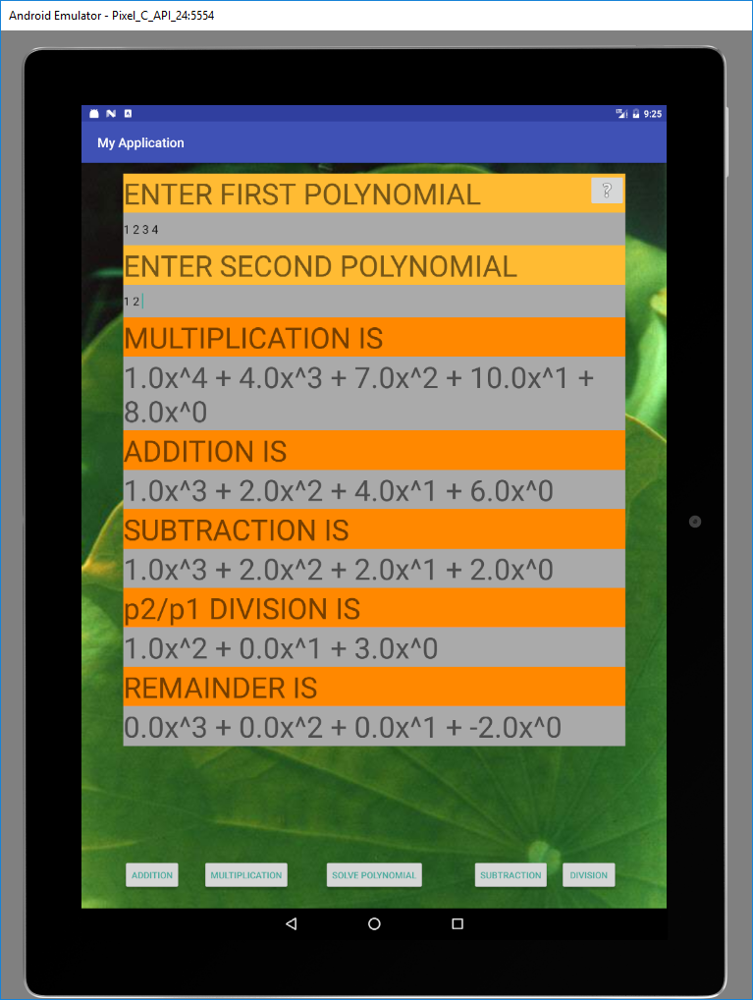 Android Emulator - Pixel_C_API_24:5554
9:25
My Application
ENTER FIRST POLYNOMIAL
?
1 2 3 4
ENTER SECOND POLYNOMIAL
1 2
MULTIPLICATION IS
1.0x^4 + 4.0x^3 + 7.0x^2 + 10.0x^1 +
8.0x^0
ADDITION IS
1.0x^3 + 2.0x^2 + 4.0x^1 + 6.0x^0
SUBTRACTION IS
1.0x^3 + 2.0x^2 + 2.0x^1 + 2.0x^0
p2/p1 DIVISION IS
1.0x^2 + 0.0x^1 + 3.0x^0
REMAINDER IS
0.0x^3 + 0.0x^2 + 0.0x^1 + -2.0x^0
ADDITION MULTIPLICATION SOLVE POLYNOMIAL SUBTRACTION DIVISION